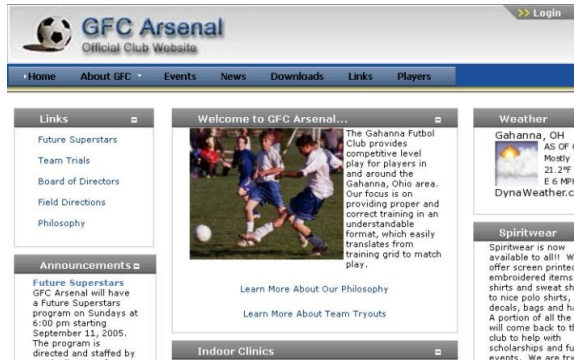 >> Login
GFC Arsenal
Official Club Website
Home About GFC Events News Downloads Links Players
Links
Future Superstars
Team Trials
Board of Directors
Field Directions
Philosophy
Announcements
Future Superstars
GFC Arsenal will have
a Future Superstars
program on Sundays at
6:00 pm starting
September 11, 2005.
The program is
directed and staffed by
Welcome to GFC Arsenal...
The Gahanna Futbol
Club provides
competitive level
play for players in
and around the
Gahanna, Ohio area.
Our focus is on
providing proper and
correct training in an
understandable
format, which easily
translates from
training grid to match
play.
Learn More About Our Philosophy
Learn More About Team Tryouts
Indoor Clinics
Weather
Gahanna, OH
AS OF
Mostly
21.2°F
E 6 MPH
DynaWeather.c
Spiritwear
Spiritwear is now
available to all!! W
offer screen printed
embroidered items
shirts and sweat sh
to nice polo shirts,
decals, bags and ha
A portion of all the
will come back to th
club to help with
scholarships and fu
events. We are try